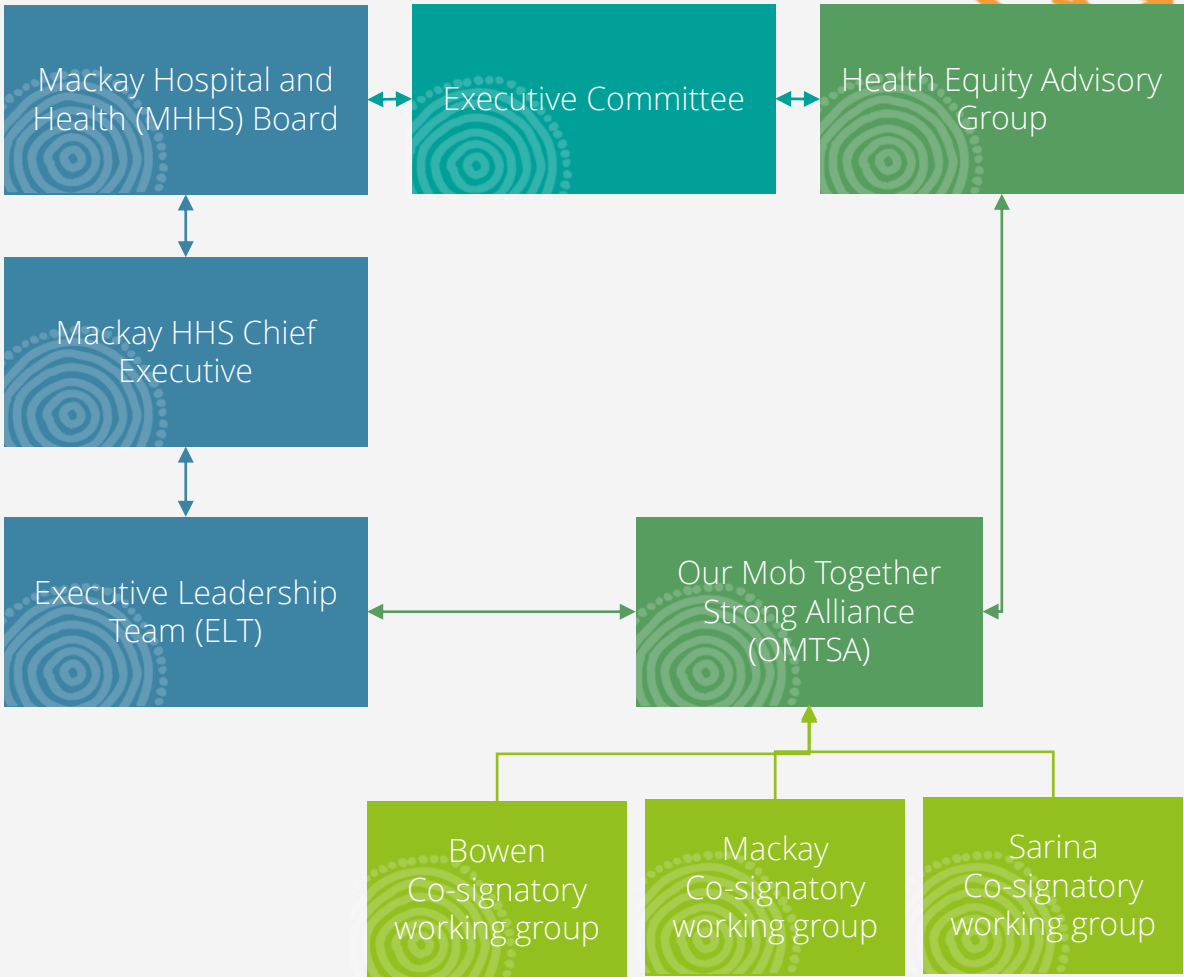 Mackay Hospital and
Health (MHHS) Board
Executive Committee
Health Equity Advisory
Group
Mackay HHS Chief
Executive
Executive Leadership
Team (ELT)
Our Mob Together
Strong Alliance
(OMTSA)
Bowen
Co-signatory
working group
Mackay
Co-signatory
working group
Sarina
Co-signatory
working group